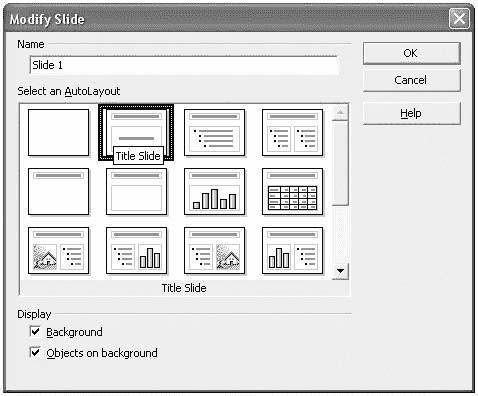 Modify Slide
Name
Slide 1
OK
Cancel
Help
Select an AutoLayout
Title Slide
Title Slide
Display
Background
Objects on background